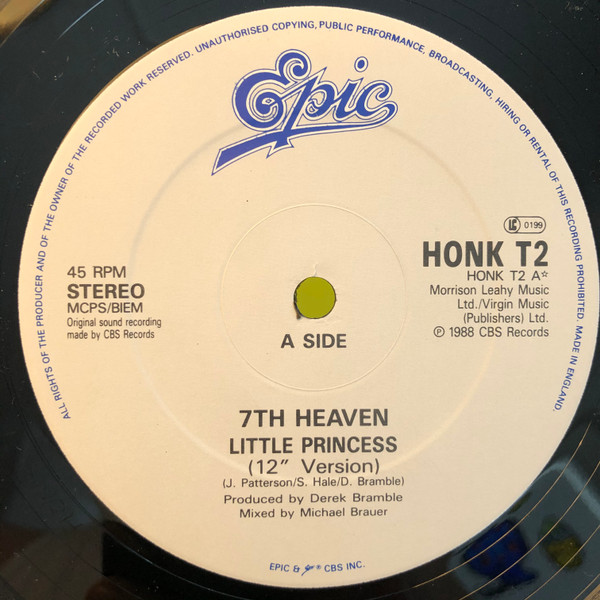 ALL RIGHTS OF THE PRODUCER AND OF THE OWNER OF THE RECORDED WORK RESERVED. UNAUTHORISED COPYING, PUBLIC PERFORMANCE, BROADCASTING, HIRING OR RENTAL OF THIS RECORDING PROHIBITED. MADE IN ENGLAND.
Epic
45 RPM
STEREO
MCPS/BIEM
Original sound recording
made by CBS Records
LC 0199
HONK T2
HONK T2 A☆
Morrison Leahy Music
Ltd./Virgin Music
(Publishers) Ltd.
℗ 1988 CBS Records
A SIDE
7TH HEAVEN
LITTLE PRINCESS
(12" Version)
(J. Patterson/S. Hale/D. Bramble)
Produced by Derek Bramble
Mixed by Michael Brauer
EPIC & ® CBS INC.